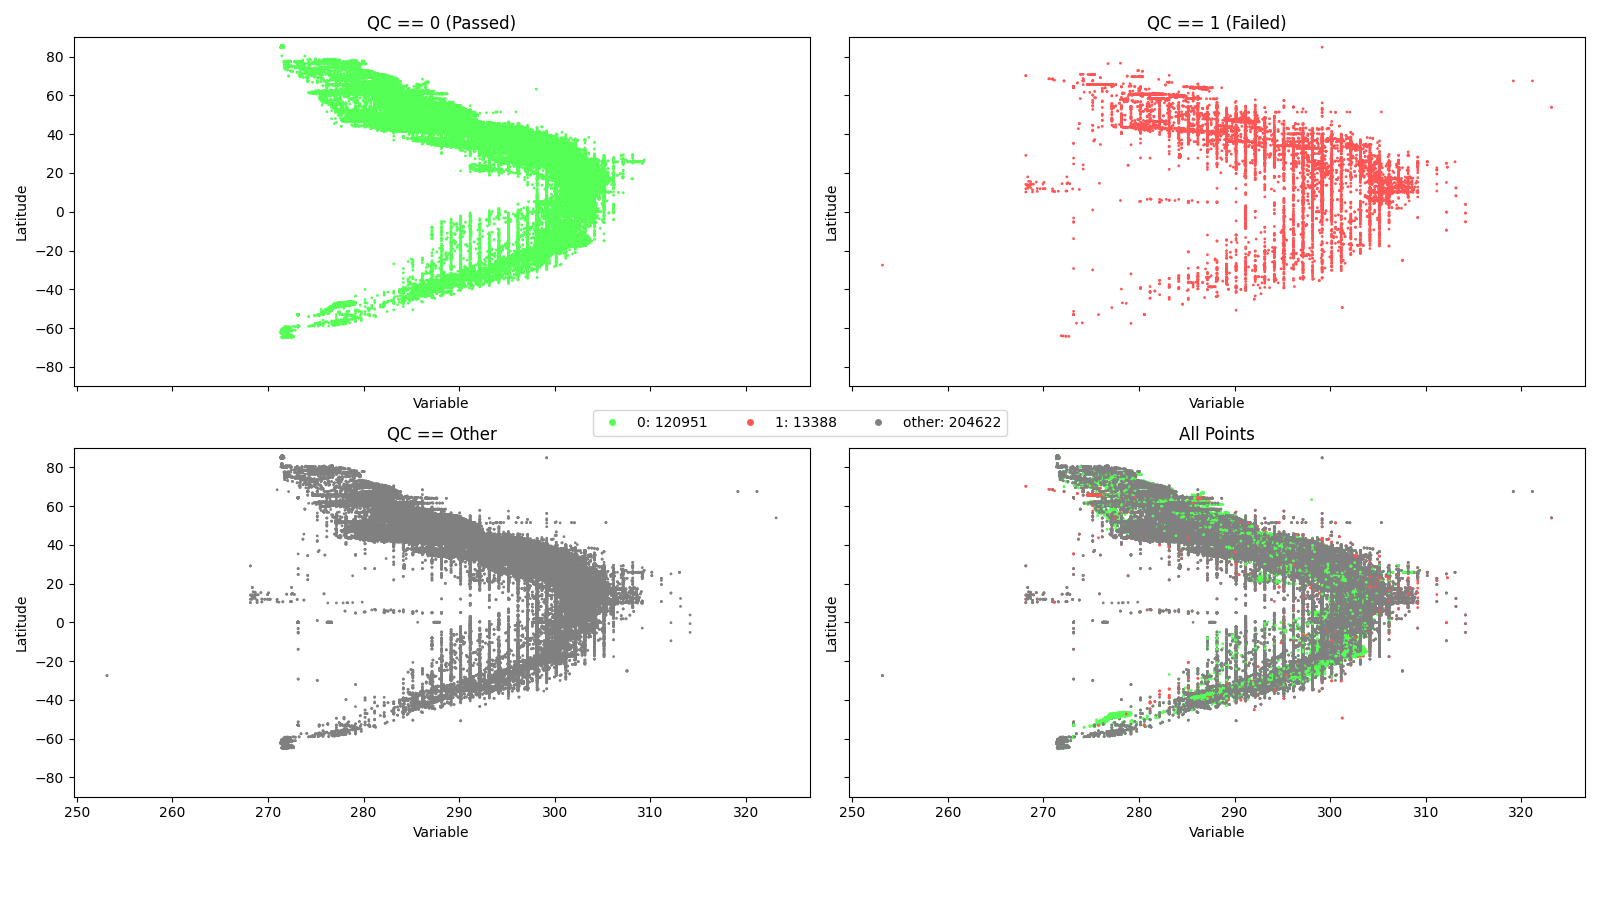 QC == 0 (Passed)
QC == 1 (Failed)
80
60
40
20
0
−20
−40
−60
−80
Latitude
Latitude
Variable
Variable
0: 120951
1: 13388
other: 204622
QC == Other
All Points
80
60
40
20
0
−20
−40
−60
−80
Latitude
Latitude
250 260 270 280 290 300 310 320
250 260 270 280 290 300 310 320
Variable
Variable